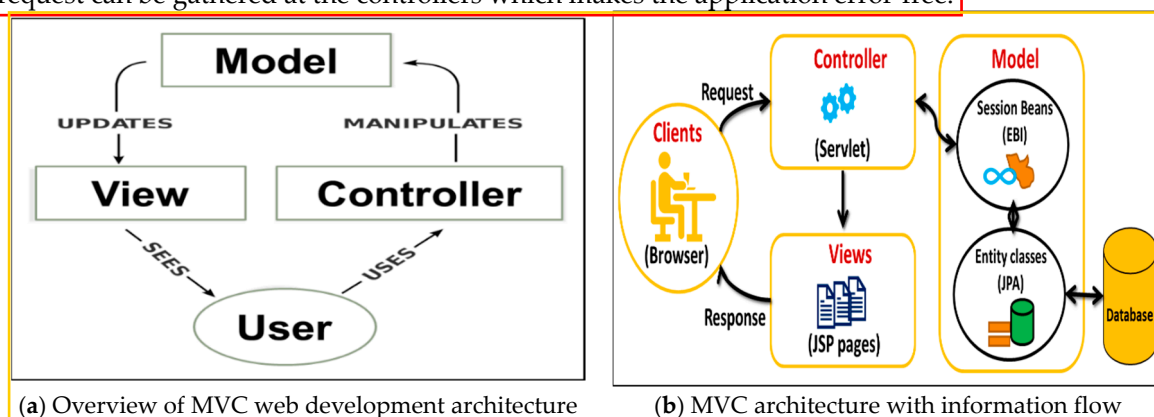 request can be gathered at the controllers which makes the application error-free.
Model
UPDATES
MANIPULATES
View
Controller
SEES
USES
User
(a) Overview of MVC web development architecture
Clients
(Browser)
Request
Controller
(Servlet)
Views
(JSP pages)
Response
Model
Session Beans
(EBI)
Entity classes
(JPA)
Database
(b) MVC architecture with information flow